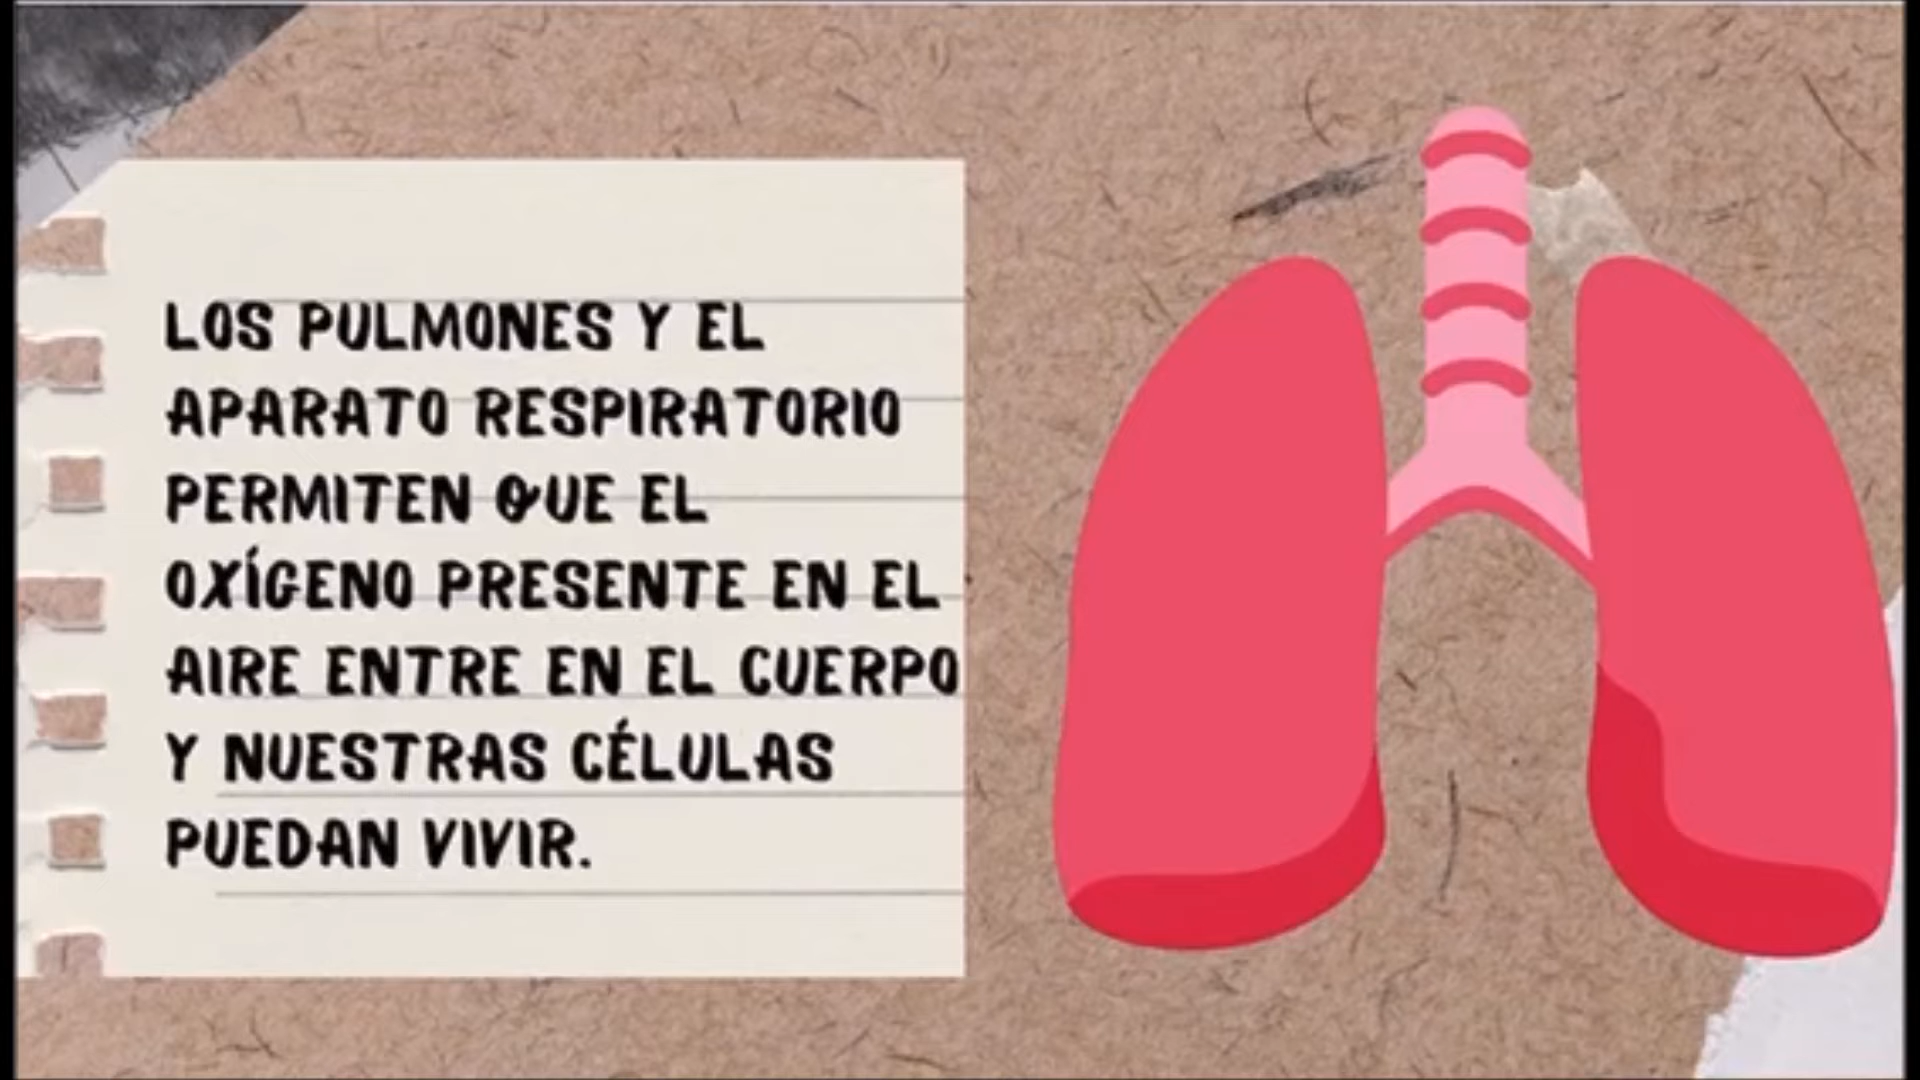 LOS PULMONES Y EL
APARATO RESPIRATORIO
PERMITEN QUE EL
OXÍGENO PRESENTE EN EL
AIRE ENTRE EN EL CUERPO
Y NUESTRAS CÉLULAS
PUEDAN VIVIR.